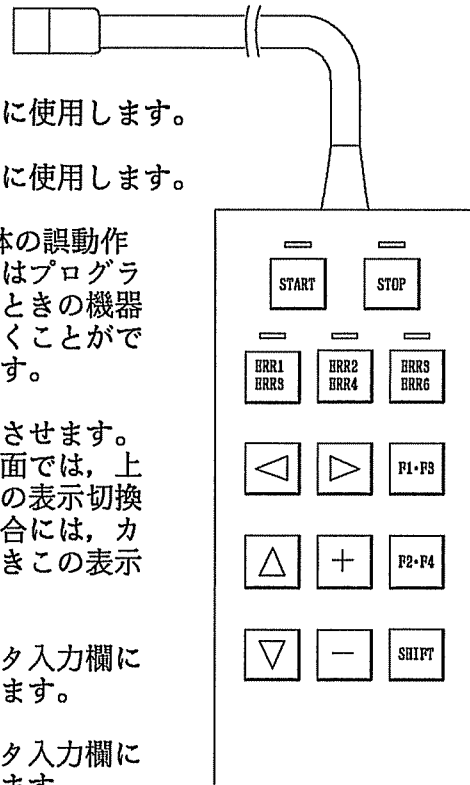 に使用します。
に使用します。
体の誤動作
はプログラ
ときの機器
くことがで
す。
させます。
面では，上
の表示切換
合には，カ
きこの表示
タ入力欄に
ます。
タ入力欄に
ます
START STOP
ERR1 ERR2 ERR3
ERR3 ERR4 ERR6
F1・F3
+ F2・F4
− SHIFT